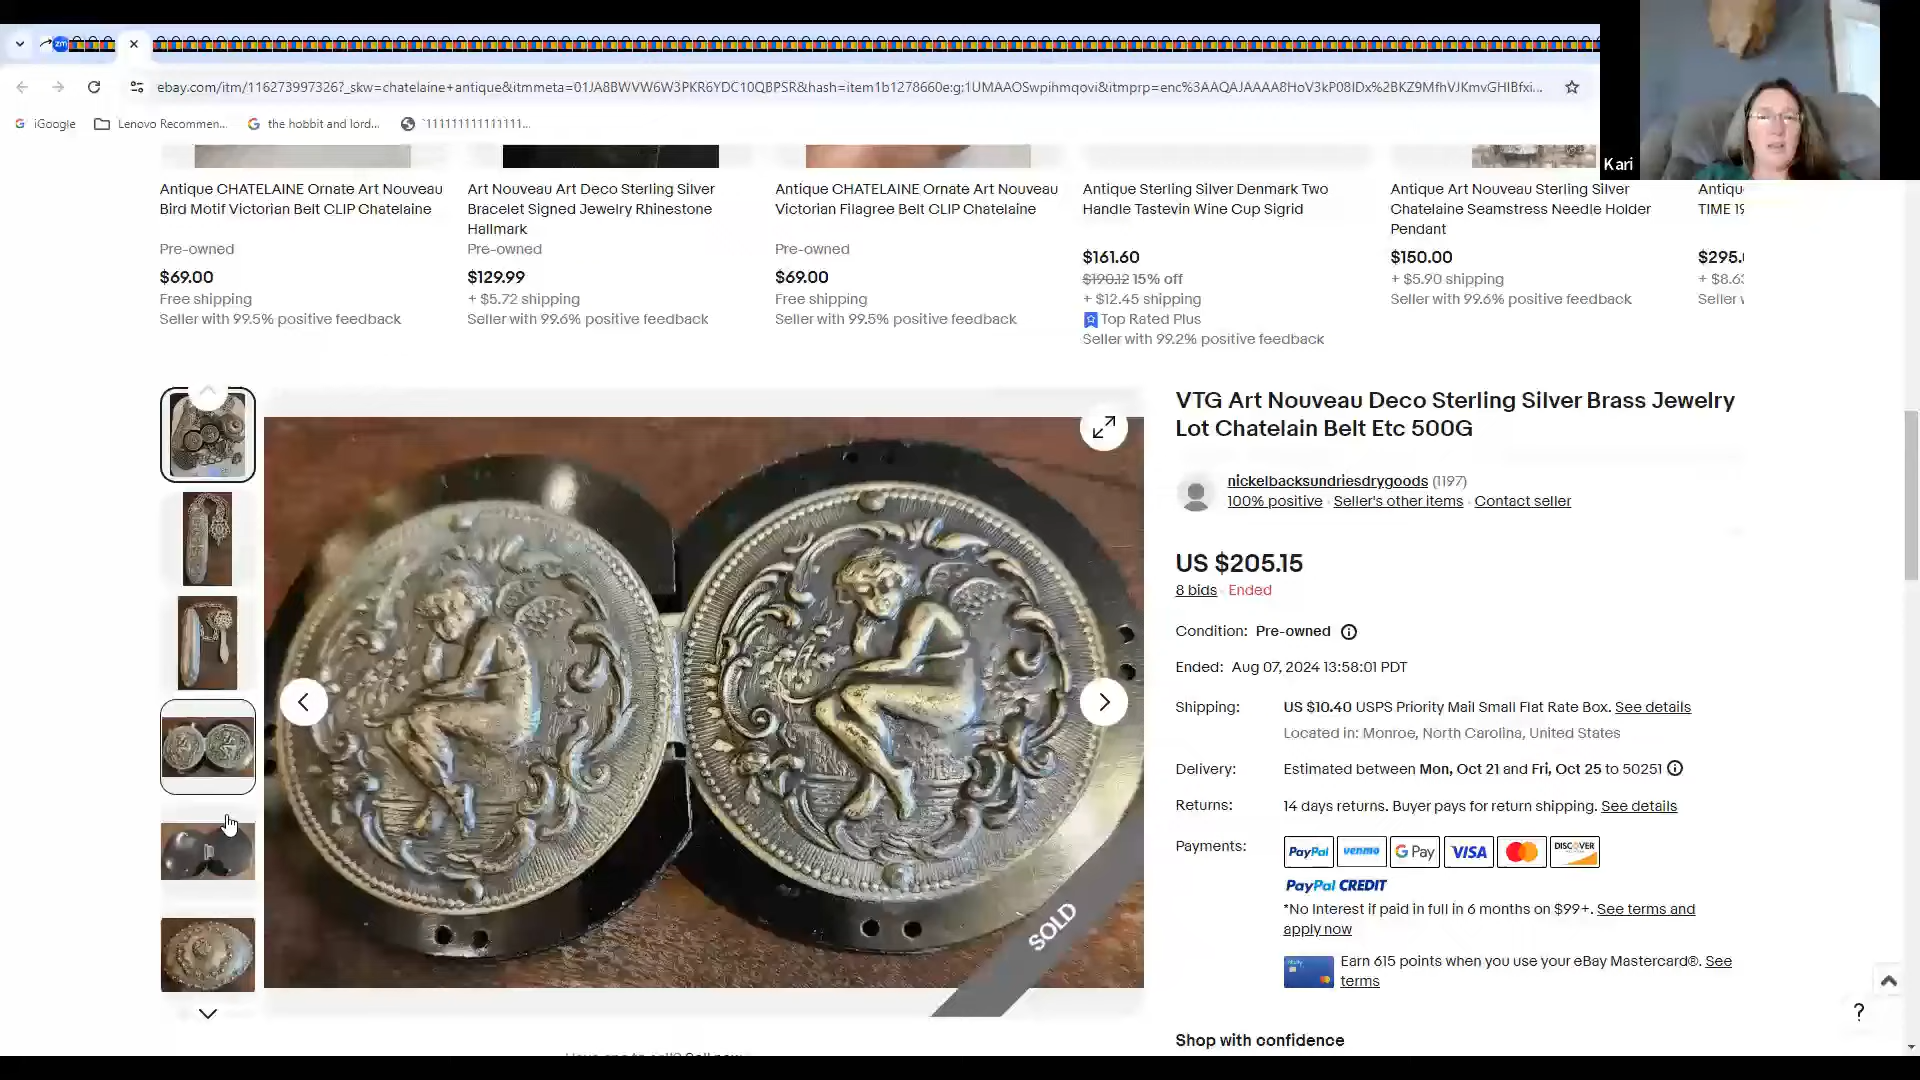 zm
ebay.com/itm/116273997326?_skw=chatelaine+antique&itmmeta=01JA8BWVW6W3PKR6YDC10QBPSR&hash=item1b1278660e:g:1UMAAOSwpihmqovi&itmprp=enc%3AAQAJAAAA8HoV3kP08IDx%2BKZ9MfhVJKmvGHIBfxi...
iGoogle
Lenovo Recommen...
the hobbit and lord...
`111111111111111...
Kari
Antique CHATELAINE Ornate Art Nouveau
Bird Motif Victorian Belt CLIP Chatelaine
Pre-owned
$69.00
Free shipping
Seller with 99.5% positive feedback
Art Nouveau Art Deco Sterling Silver
Bracelet Signed Jewelry Rhinestone
Hallmark
Pre-owned
$129.99
+ $5.72 shipping
Seller with 99.6% positive feedback
Antique CHATELAINE Ornate Art Nouveau
Victorian Filagree Belt CLIP Chatelaine
Pre-owned
$69.00
Free shipping
Seller with 99.5% positive feedback
Antique Sterling Silver Denmark Two
Handle Tastevin Wine Cup Sigrid
$161.60
$190.12 15% off
+ $12.45 shipping
Top Rated Plus
Seller with 99.2% positive feedback
Antique Art Nouveau Sterling Silver
Chatelaine Seamstress Needle Holder
Pendant
$150.00
+ $5.90 shipping
Seller with 99.6% positive feedback
Antiqu
TIME 19
$295.
+ $8.6
Seller
VTG Art Nouveau Deco Sterling Silver Brass Jewelry
Lot Chatelain Belt Etc 500G
nickelbacksundriesdrygoods (1197)
100% positive · Seller's other items · Contact seller
US $205.15
8 bids · Ended
Condition: Pre-owned
Ended: Aug 07, 2024 13:58:01 PDT
Shipping: US $10.40 USPS Priority Mail Small Flat Rate Box. See details
Located in: Monroe, North Carolina, United States
Delivery: Estimated between Mon, Oct 21 and Fri, Oct 25 to 50251
Returns: 14 days returns. Buyer pays for return shipping. See details
Payments: PayPal venmo G Pay VISA DISCOVER
PayPal CREDIT
*No Interest if paid in full in 6 months on $99+. See terms and
apply now
Earn 615 points when you use your eBay Mastercard®. See
terms
Shop with confidence
SOLD
?